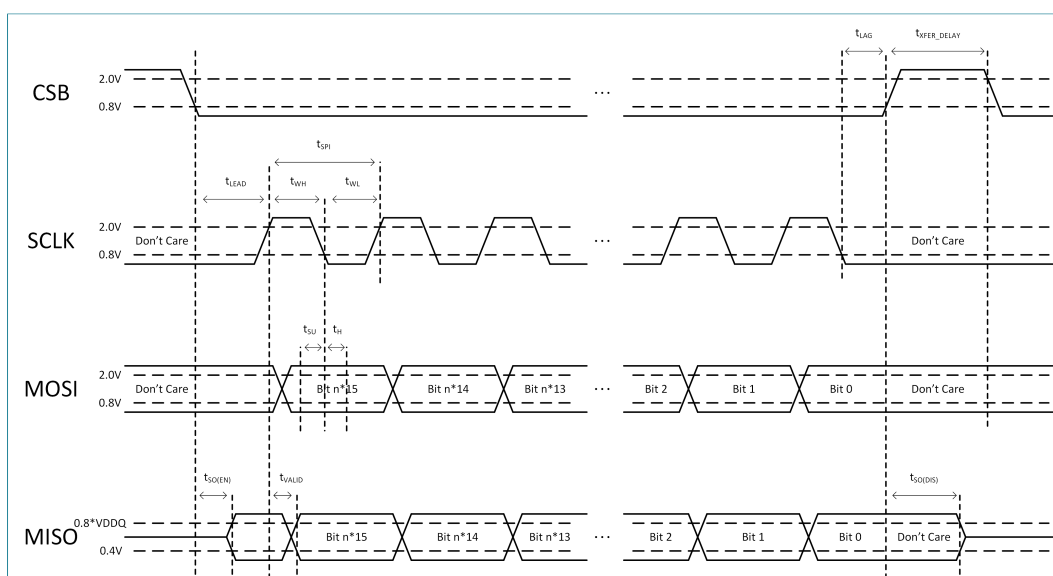 tLAG tXFER_DELAY
2.0V
CSB
0.8V
...
tSPI
tLEAD tWH tWL
2.0V
SCLK Don't Care ... Don't Care
0.8V
tSU tH
2.0V
MOSI Don't Care Bit n*15 Bit n*14 Bit n*13 ... Bit 2 Bit 1 Bit 0 Don't Care
0.8V
tSO(EN) tVALID tSO(DIS)
0.8*VDDQ
MISO Bit n*15 Bit n*14 Bit n*13 ... Bit 2 Bit 1 Bit 0 Don't Care
0.4V